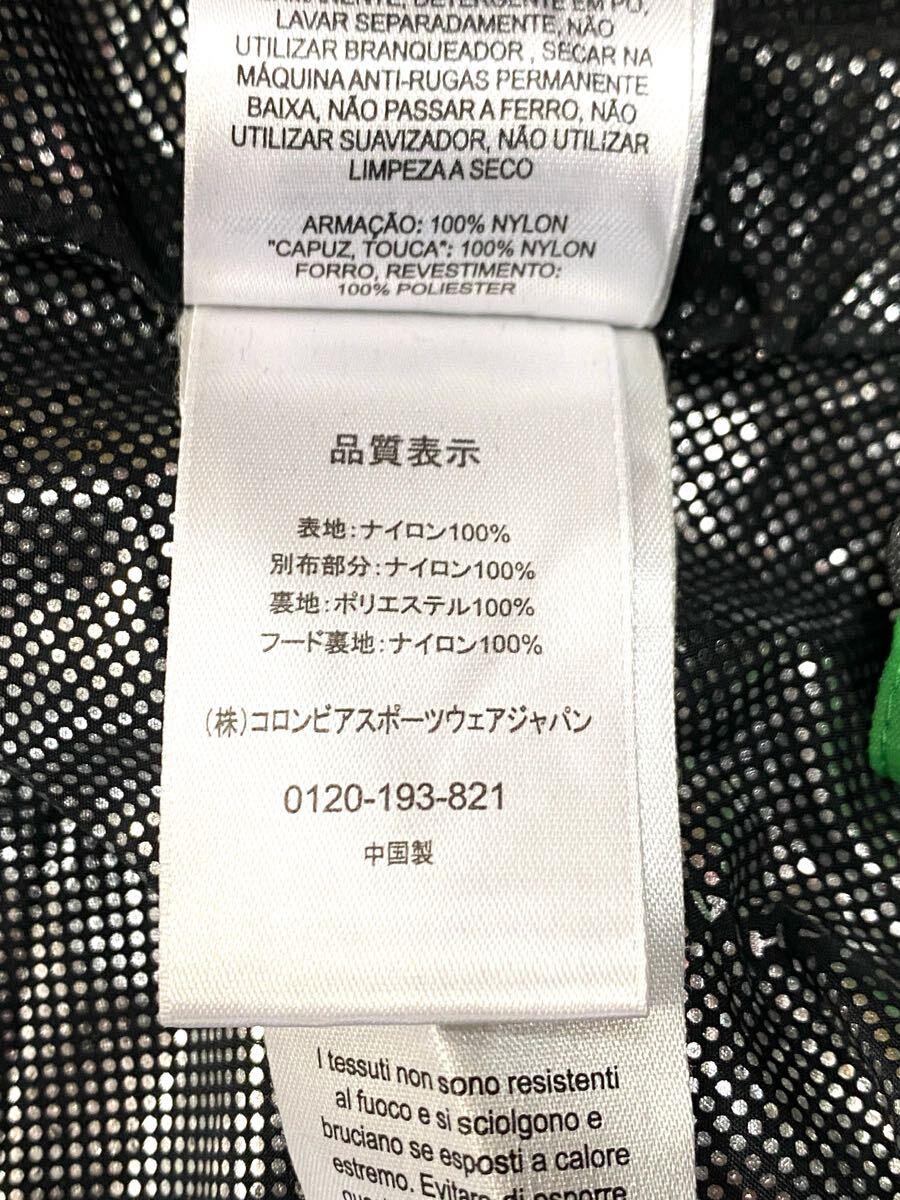 DETERGENTE EM PÓ,
LAVAR SEPARADAMENTE, NÃO
UTILIZAR BRANQUEADOR , SECAR NA
MÁQUINA ANTI-RUGAS PERMANENTE
BAIXA, NÃO PASSAR A FERRO, NÃO
UTILIZAR SUAVIZADOR, NÃO UTILIZAR
LIMPEZA A SECO
ARMAÇÃO: 100% NYLON
"CAPUZ, TOUCA": 100% NYLON
FORRO, REVESTIMENTO:
100% POLIESTER
品質表示
表地：ナイロン100%
別布部分：ナイロン100%
裏地：ポリエステル100%
フード裏地：ナイロン100%
（株）コロンビアスポーツウェアジャパン
0120-193-821
中国製
I tessuti non sono resistenti
al fuoco e si sciolgono e
bruciano se esposti a calore
estremo. Evitare di esporre